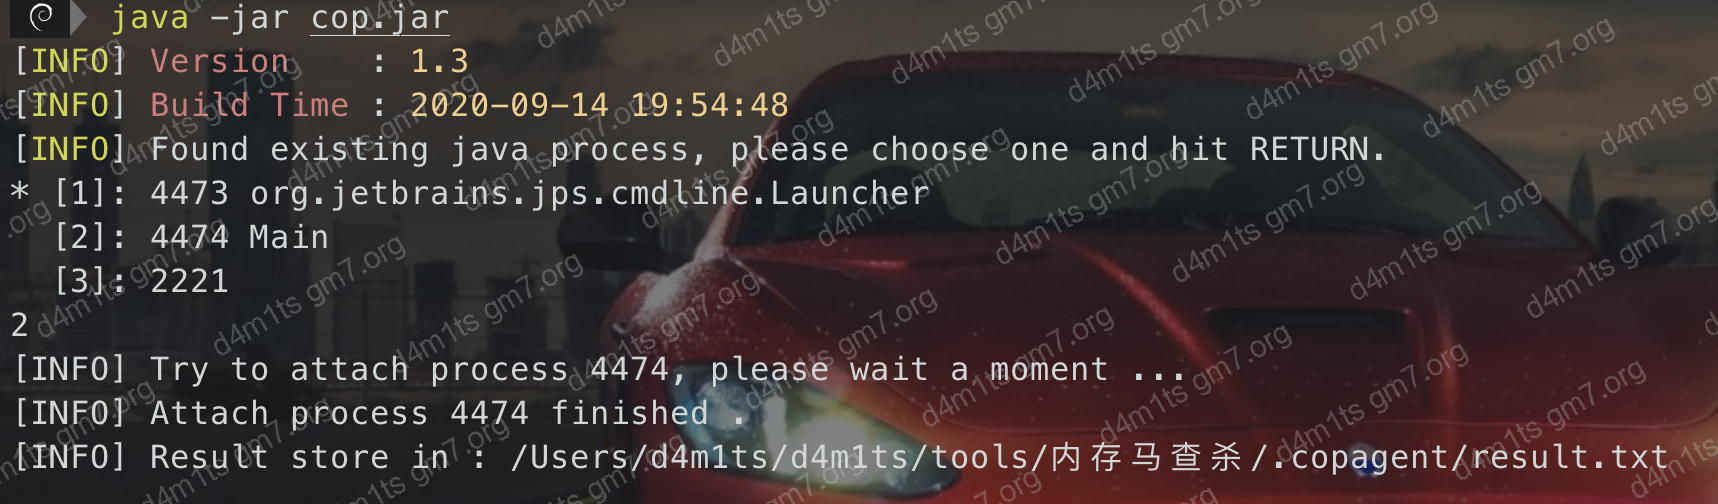 java -jar cop.jar
[INFO] Version    : 1.3
[INFO] Build Time : 2020-09-14 19:54:48
[INFO] Found existing java process, please choose one and hit RETURN.
* [1]: 4473 org.jetbrains.jps.cmdline.Launcher
  [2]: 4474 Main
  [3]: 2221
2
[INFO] Try to attach process 4474, please wait a moment ...
[INFO] Attach process 4474 finished .
[INFO] Result store in : /Users/d4m1ts/d4m1ts/tools/内存马查杀/.copagent/result.txt
d4m1ts gm7.org